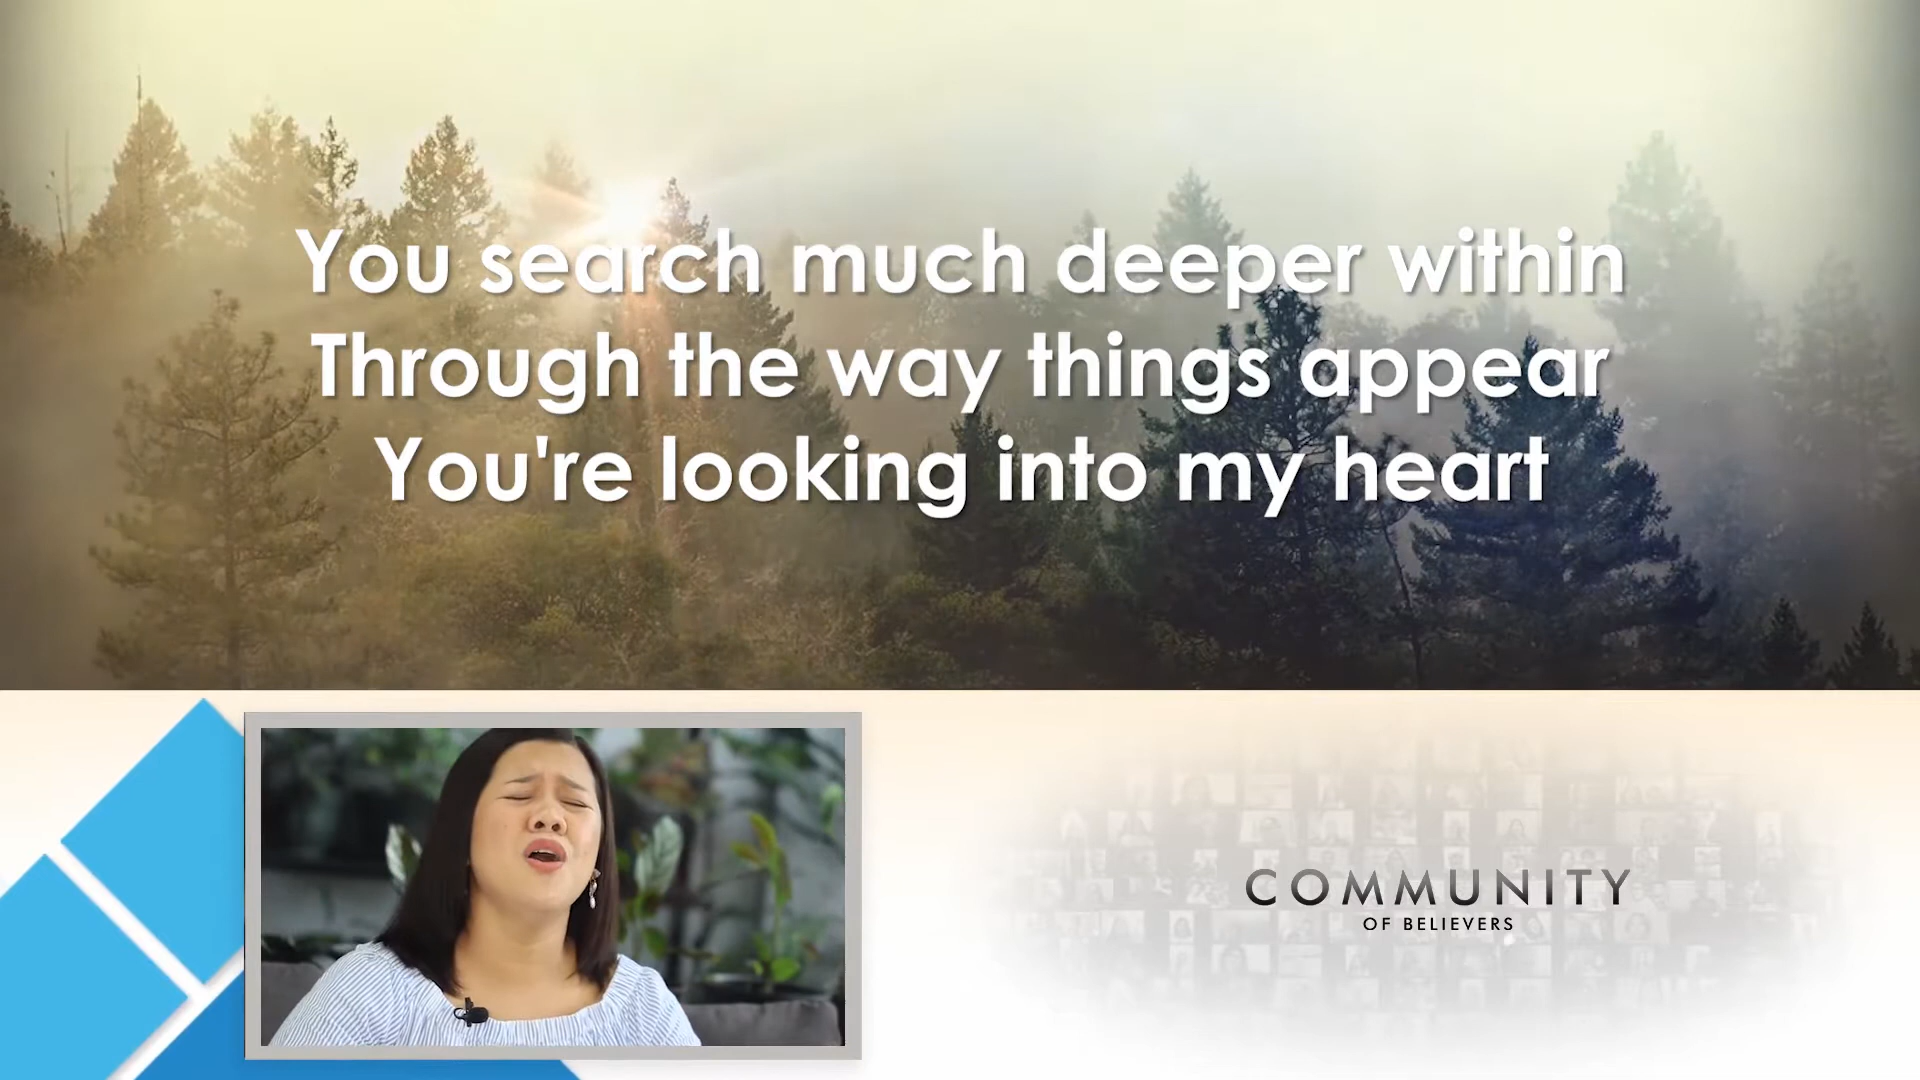 You search much deeper within
Through the way things appear
You're looking into my heart
COMMUNITY
OF BELIEVERS